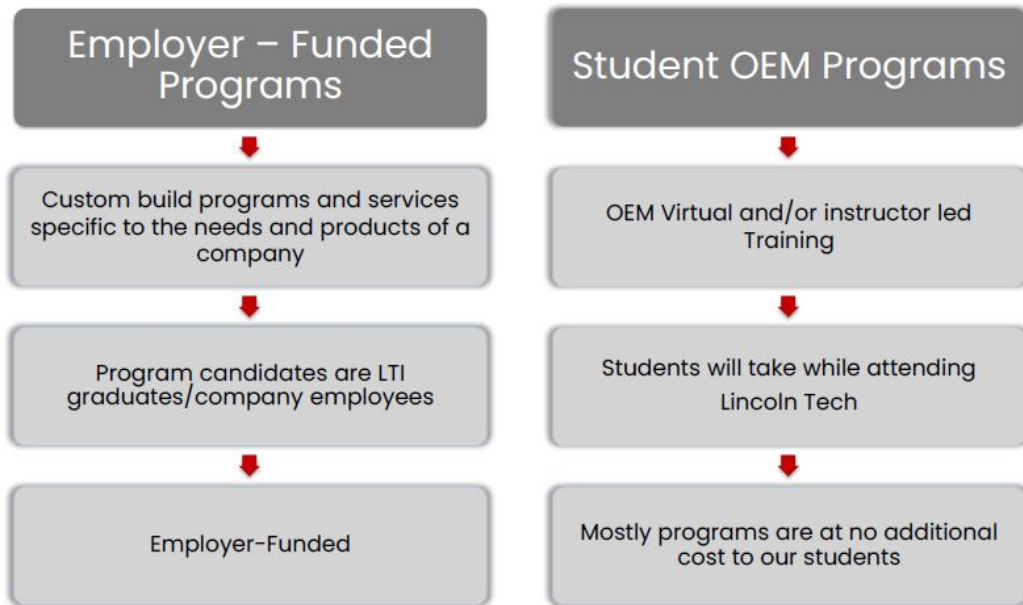 Employer – Funded
Programs
Custom build programs and services
specific to the needs and products of a
company
Program candidates are LTI
graduates/company employees
Employer-Funded
Student OEM Programs
OEM Virtual and/or instructor led
Training
Students will take while attending
Lincoln Tech
Mostly programs are at no additional
cost to our students